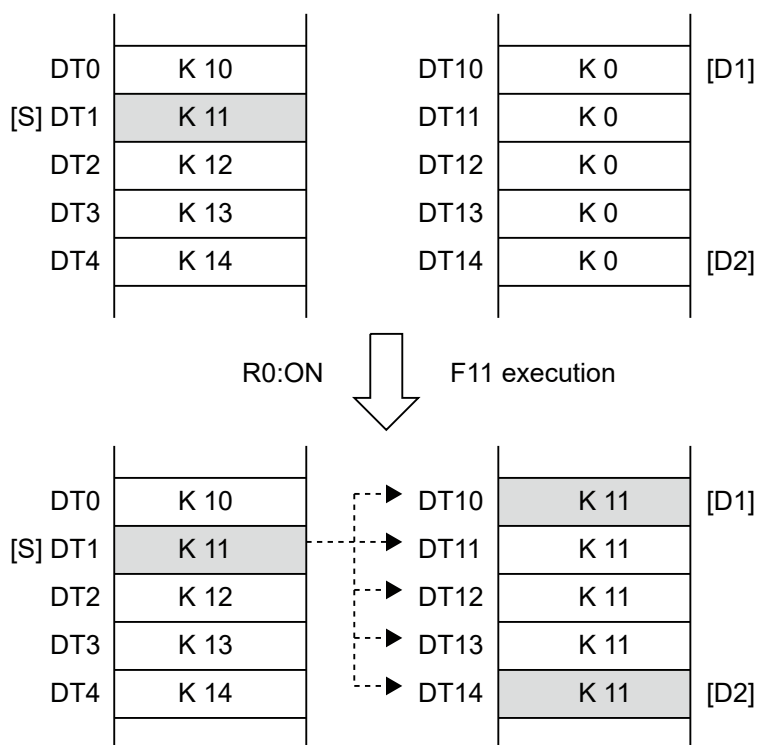 DT0 K 10 DT10 K 0 [D1]
[S] DT1 K 11 DT11 K 0
DT2 K 12 DT12 K 0
DT3 K 13 DT13 K 0
DT4 K 14 DT14 K 0 [D2]
R0:ON F11 execution
DT0 K 10 DT10 K 11 [D1]
[S] DT1 K 11 DT11 K 11
DT2 K 12 DT12 K 11
DT3 K 13 DT13 K 11
DT4 K 14 DT14 K 11 [D2]